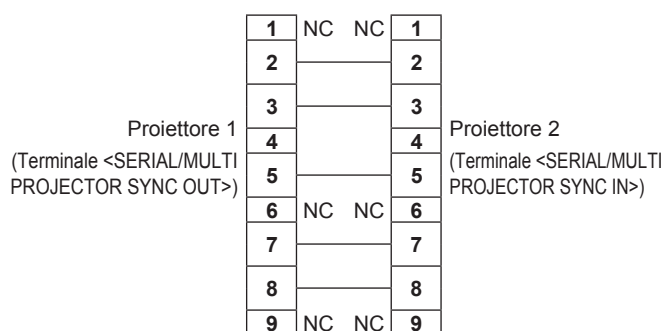 1 NC NC 1
2 2
3 3
Proiettore 1
(Terminale <SERIAL/MULTI
PROJECTOR SYNC OUT>)
4 4
Proiettore 2
(Terminale <SERIAL/MULTI
PROJECTOR SYNC IN>)
5 5
6 NC NC 6
7 7
8 8
9 NC NC 9